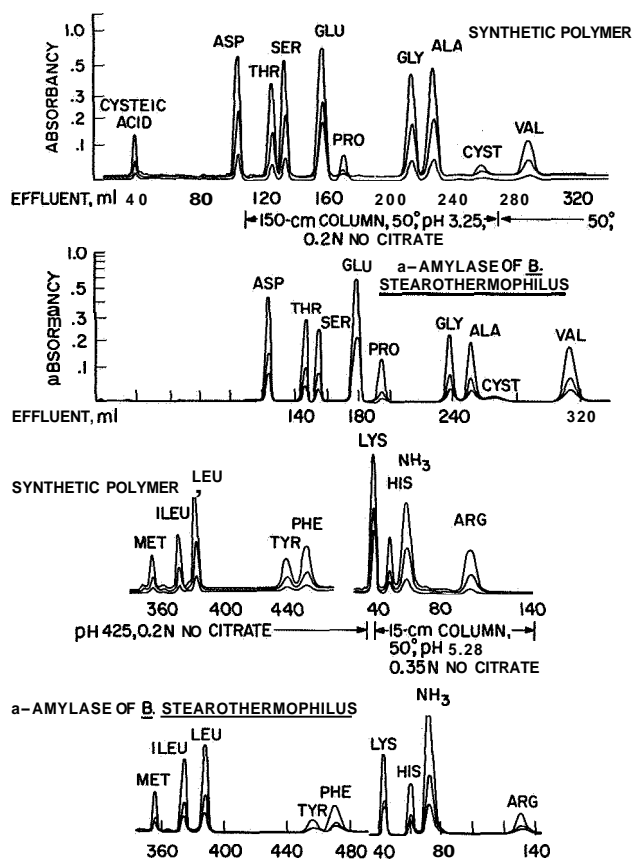 SYNTHETIC POLYMER
ABSORBANCY
1.0
.5
.3
.2
.1
CYSTEIC
ACID
ASP
THR
SER
GLU
PRO
GLY
ALA
CYST
VAL
EFFLUENT, ml 40 80 120 160 200 240 280 320
150-cm COLUMN, 50°, pH 3.25, 50°,
0.2N NO CITRATE
a-AMYLASE OF B.
STEAROTHERMOPHILUS
1.0
.5
.3
.2
.1
ASP
THR
SER
GLU
PRO
GLY
ALA
CYST
VAL
EFFLUENT, ml 140 180 240 320
SYNTHETIC POLYMER
MET
ILEU
LEU
TYR
PHE
LYS
HIS
NH3
ARG
360 400 440 40 80 140
pH 425, 0.2N NO CITRATE 15-cm COLUMN,
50°, pH 5.28
0.35N NO CITRATE
a-AMYLASE OF B. STEAROTHERMOPHILUS
MET
ILEU
LEU
TYR
PHE
LYS
HIS
NH3
ARG
360 400 440 480 40 80 140